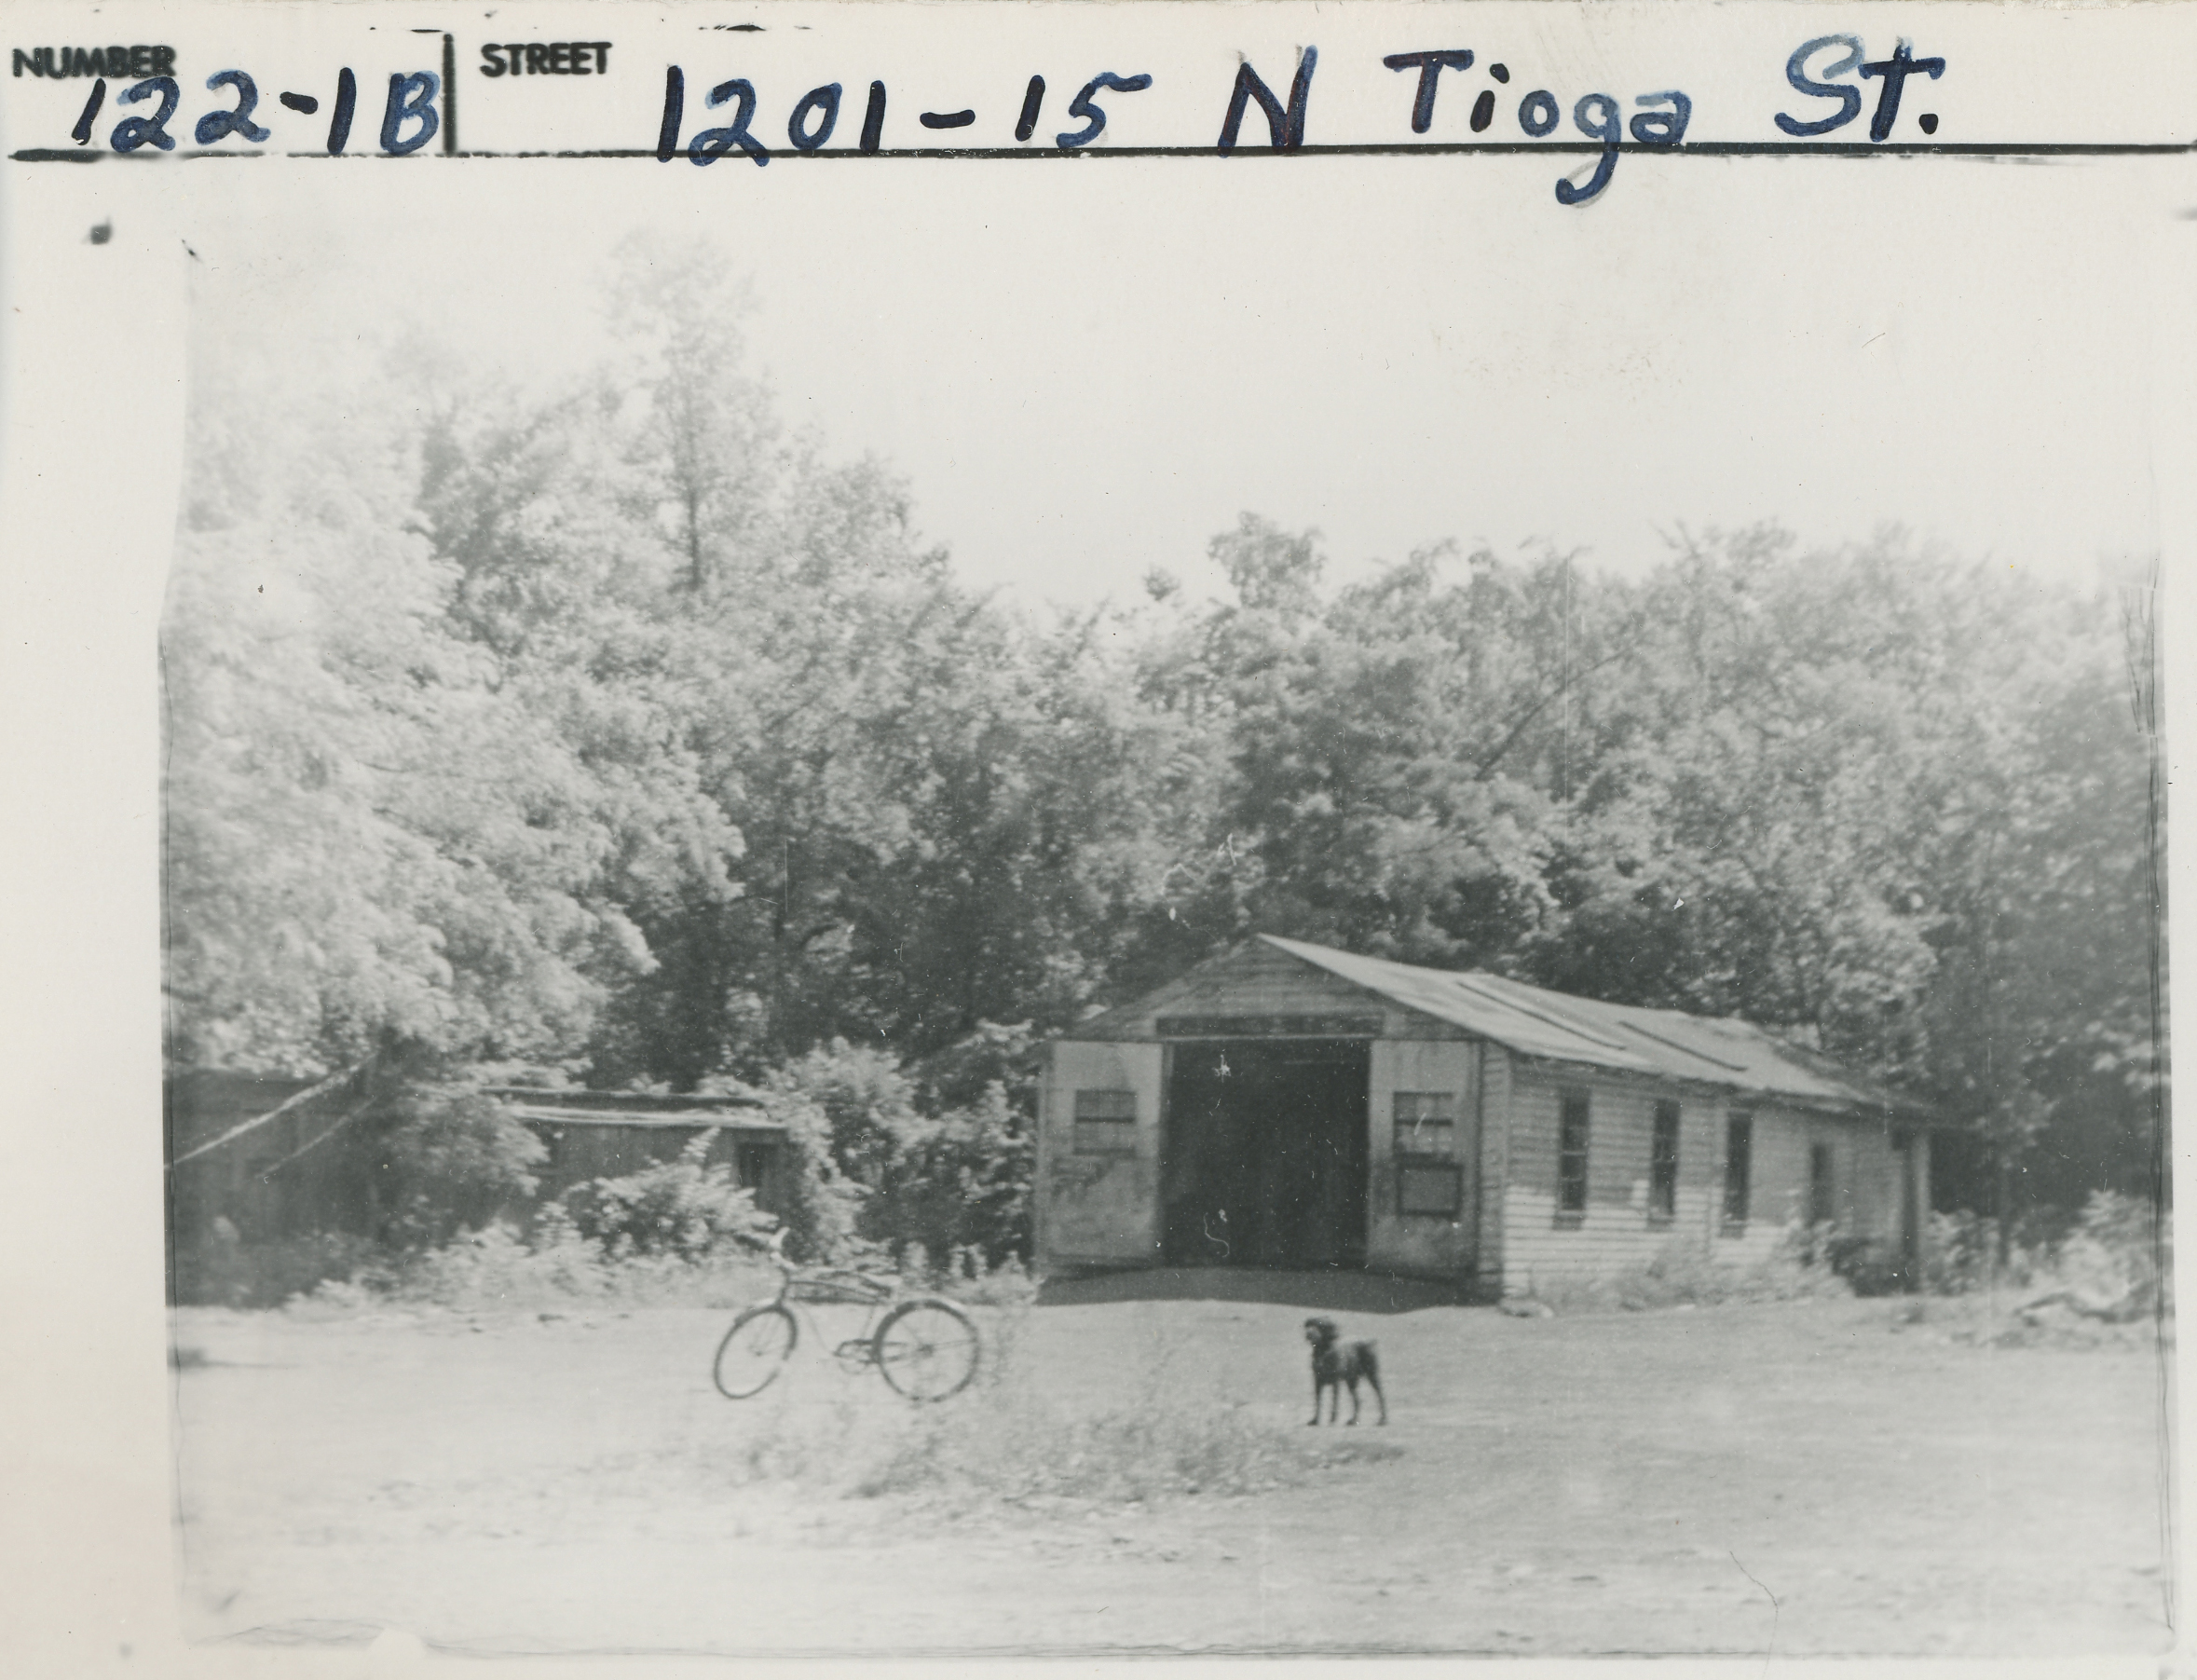 NUMBER STREET
122-1B 1201-15 N Tioga St.